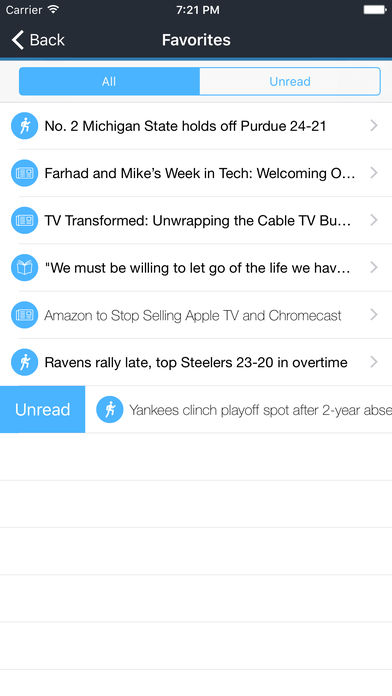 Carrier 7:21 PM
Back Favorites
All Unread
No. 2 Michigan State holds off Purdue 24-21
Farhad and Mike’s Week in Tech: Welcoming O...
TV Transformed: Unwrapping the Cable TV Bu...
"We must be willing to let go of the life we hav...
Amazon to Stop Selling Apple TV and Chromecast
Ravens rally late, top Steelers 23-20 in overtime
Unread Yankees clinch playoff spot after 2-year abse